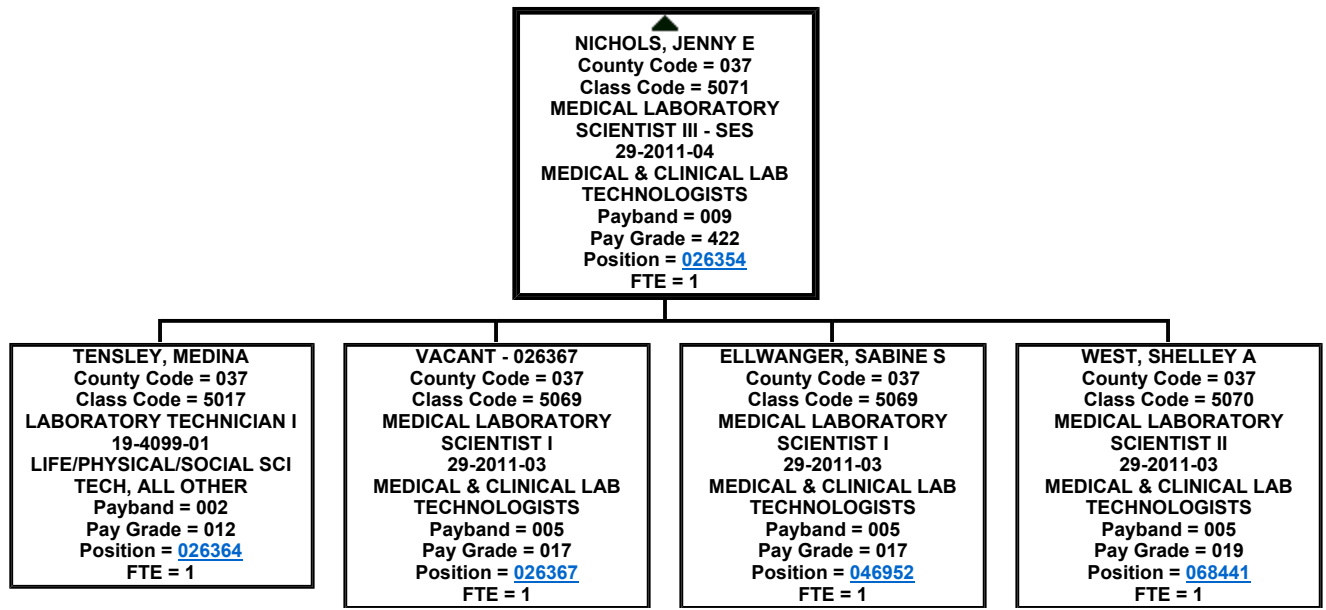 NICHOLS, JENNY E
County Code = 037
Class Code = 5071
MEDICAL LABORATORY
SCIENTIST III - SES
29-2011-04
MEDICAL & CLINICAL LAB
TECHNOLOGISTS
Payband = 009
Pay Grade = 422
Position = 026354
FTE = 1
TENSLEY, MEDINA
County Code = 037
Class Code = 5017
LABORATORY TECHNICIAN I
19-4099-01
LIFE/PHYSICAL/SOCIAL SCI
TECH, ALL OTHER
Payband = 002
Pay Grade = 012
Position = 026364
FTE = 1
VACANT - 026367
County Code = 037
Class Code = 5069
MEDICAL LABORATORY
SCIENTIST I
29-2011-03
MEDICAL & CLINICAL LAB
TECHNOLOGISTS
Payband = 005
Pay Grade = 017
Position = 026367
FTE = 1
ELLWANGER, SABINE S
County Code = 037
Class Code = 5069
MEDICAL LABORATORY
SCIENTIST I
29-2011-03
MEDICAL & CLINICAL LAB
TECHNOLOGISTS
Payband = 005
Pay Grade = 017
Position = 046952
FTE = 1
WEST, SHELLEY A
County Code = 037
Class Code = 5070
MEDICAL LABORATORY
SCIENTIST II
29-2011-03
MEDICAL & CLINICAL LAB
TECHNOLOGISTS
Payband = 005
Pay Grade = 019
Position = 068441
FTE = 1